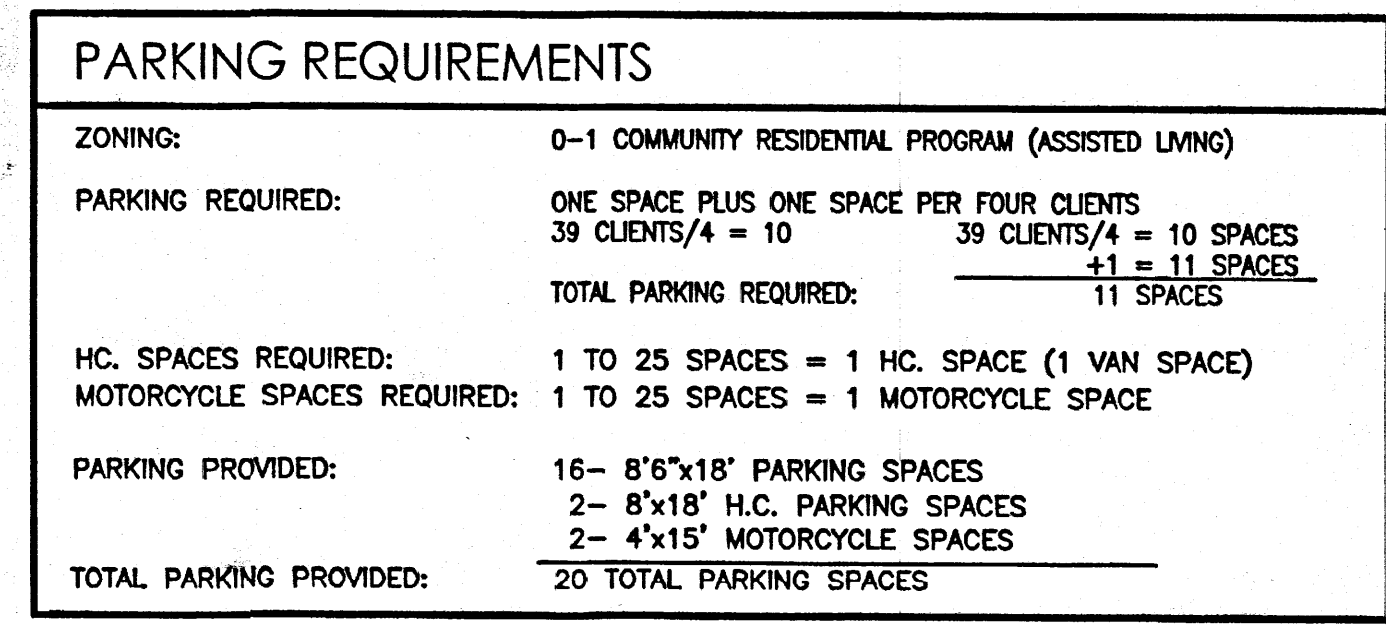 PARKING REQUIREMENTS
ZONING: 0-1 COMMUNITY RESIDENTIAL PROGRAM (ASSISTED LIVING)
PARKING REQUIRED: ONE SPACE PLUS ONE SPACE PER FOUR CLIENTS
39 CLIENTS/4 = 10 39 CLIENTS/4 = 10 SPACES
+1 = 11 SPACES
TOTAL PARKING REQUIRED: 11 SPACES
HC. SPACES REQUIRED: 1 TO 25 SPACES = 1 HC. SPACE (1 VAN SPACE)
MOTORCYCLE SPACES REQUIRED: 1 TO 25 SPACES = 1 MOTORCYCLE SPACE
PARKING PROVIDED: 16- 8'6"x18' PARKING SPACES
2- 8'x18' H.C. PARKING SPACES
2- 4'x15' MOTORCYCLE SPACES
TOTAL PARKING PROVIDED: 20 TOTAL PARKING SPACES